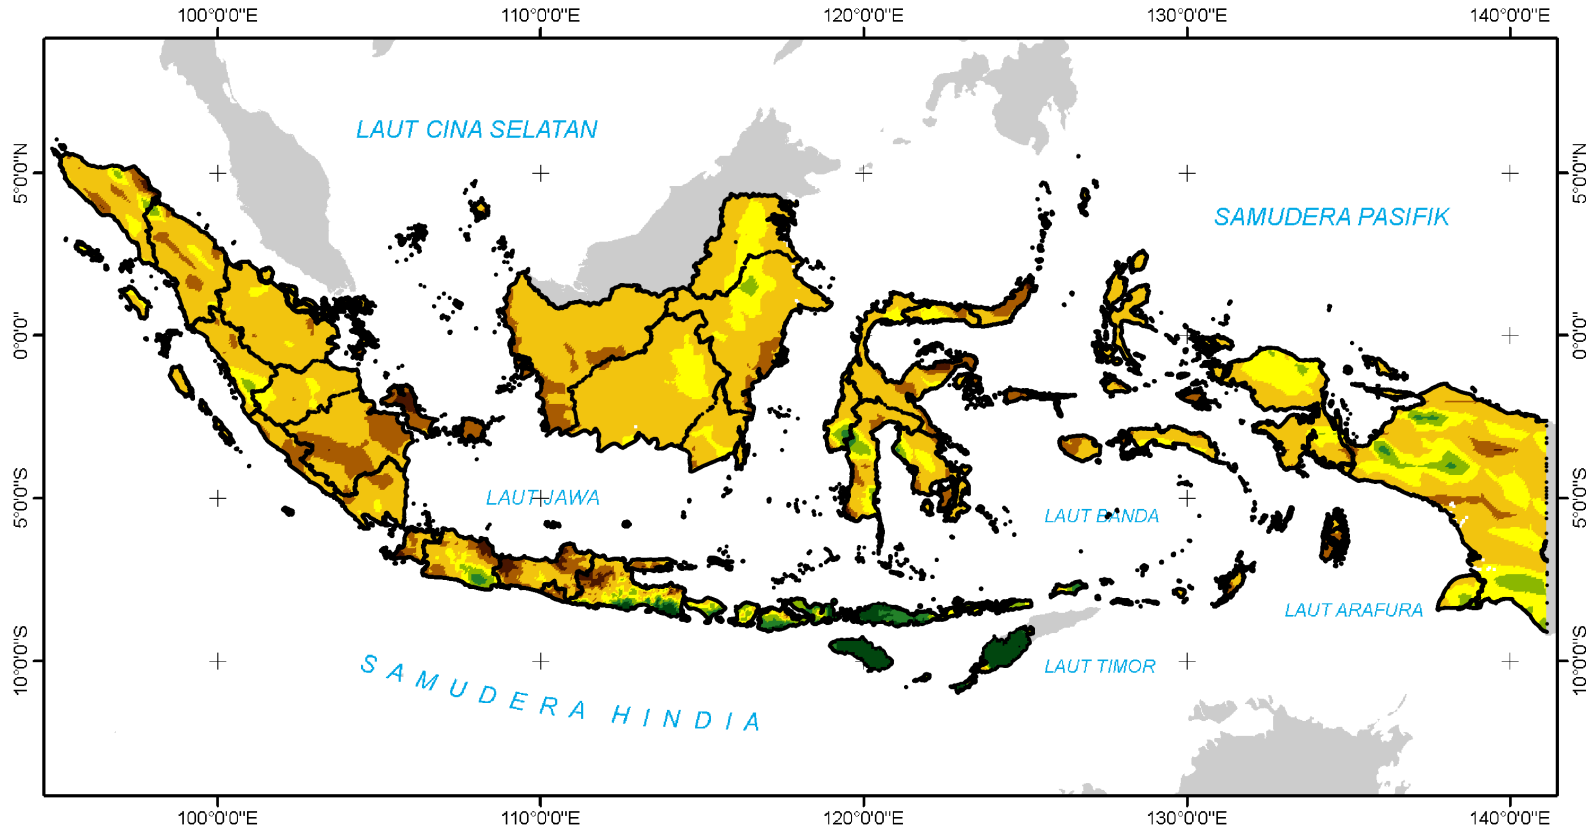 100°0'0"E 110°0'0"E 120°0'0"E 130°0'0"E 140°0'0"E
LAUT CINA SELATAN
5°0'0"N 5°0'0"N
SAMUDERA PASIFIK
0°0'0" 0°0'0"
LAUT JAWA
5°0'0"S 5°0'0"S
LAUT BANDA
LAUT ARAFURA
10°0'0"S 10°0'0"S
LAUT TIMOR
SAMUDERA HINDIA
100°0'0"E 110°0'0"E 120°0'0"E 130°0'0"E 140°0'0"E